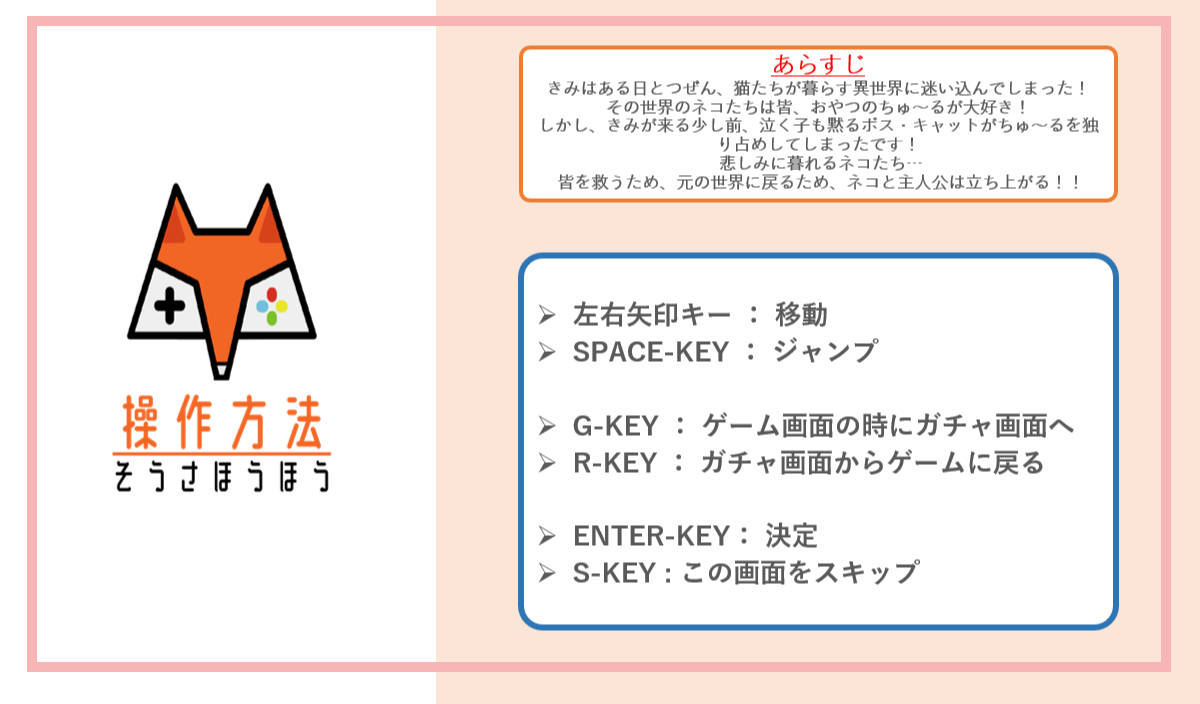 操作方法
そうさほうほう
あらすじ
きみはある日とつぜん、猫たちが暮らす異世界に迷い込んでしまった！
その世界のネコたちは皆、おやつのちゅ～るが大好き！
しかし、きみが来る少し前、泣く子も黙るボス・キャットがちゅ～るを独
り占めしてしまったです！
悲しみに暮れるネコたち…
皆を救うため、元の世界に戻るため、ネコと主人公は立ち上がる！！
➢ 左右矢印キー ： 移動
➢ SPACE-KEY ： ジャンプ
➢ G-KEY ： ゲーム画面の時にガチャ画面へ
➢ R-KEY ： ガチャ画面からゲームに戻る
➢ ENTER-KEY： 決定
➢ S-KEY : この画面をスキップ